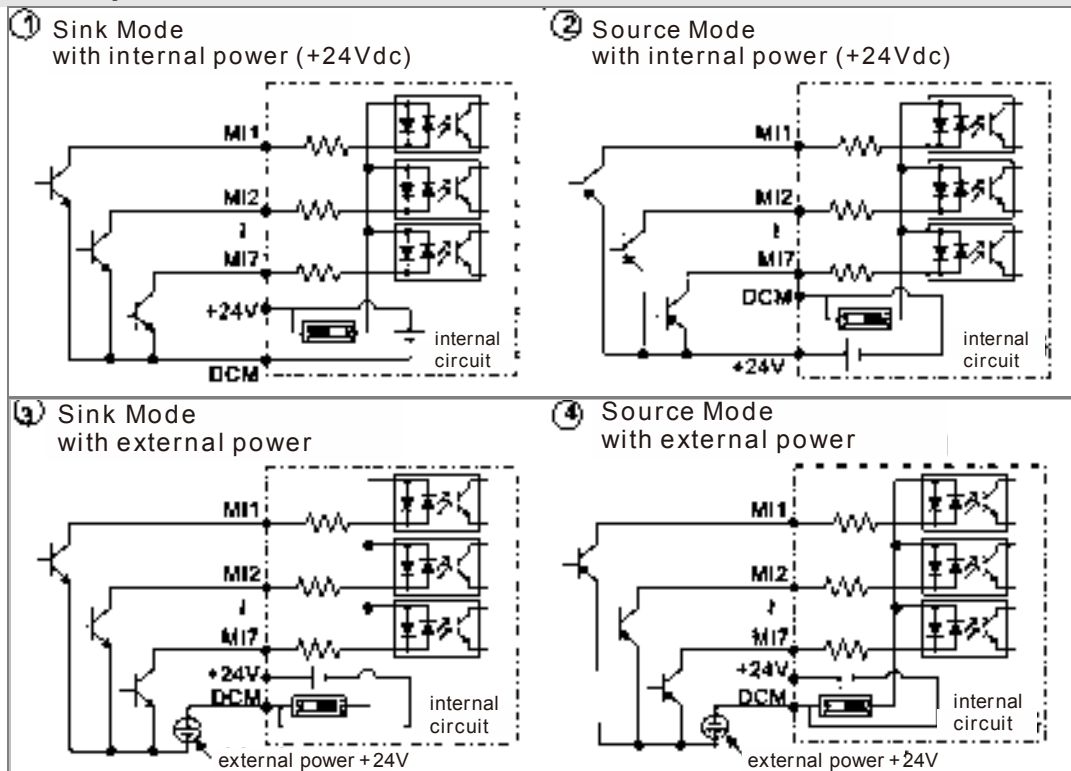 1 Sink Mode
with internal power (+24Vdc)
MI1
MI2
MI7
+24V
DCM
internal
circuit
2 Source Mode
with internal power (+24Vdc)
MI1
MI2
MI7
DCM
+24V
internal
circuit
3 Sink Mode
with external power
MI1
MI2
MI7
+24V
DCM
internal
circuit
external power +24V
4 Source Mode
with external power
MI1
MI2
MI7
+24V
DCM
internal
circuit
external power +24V